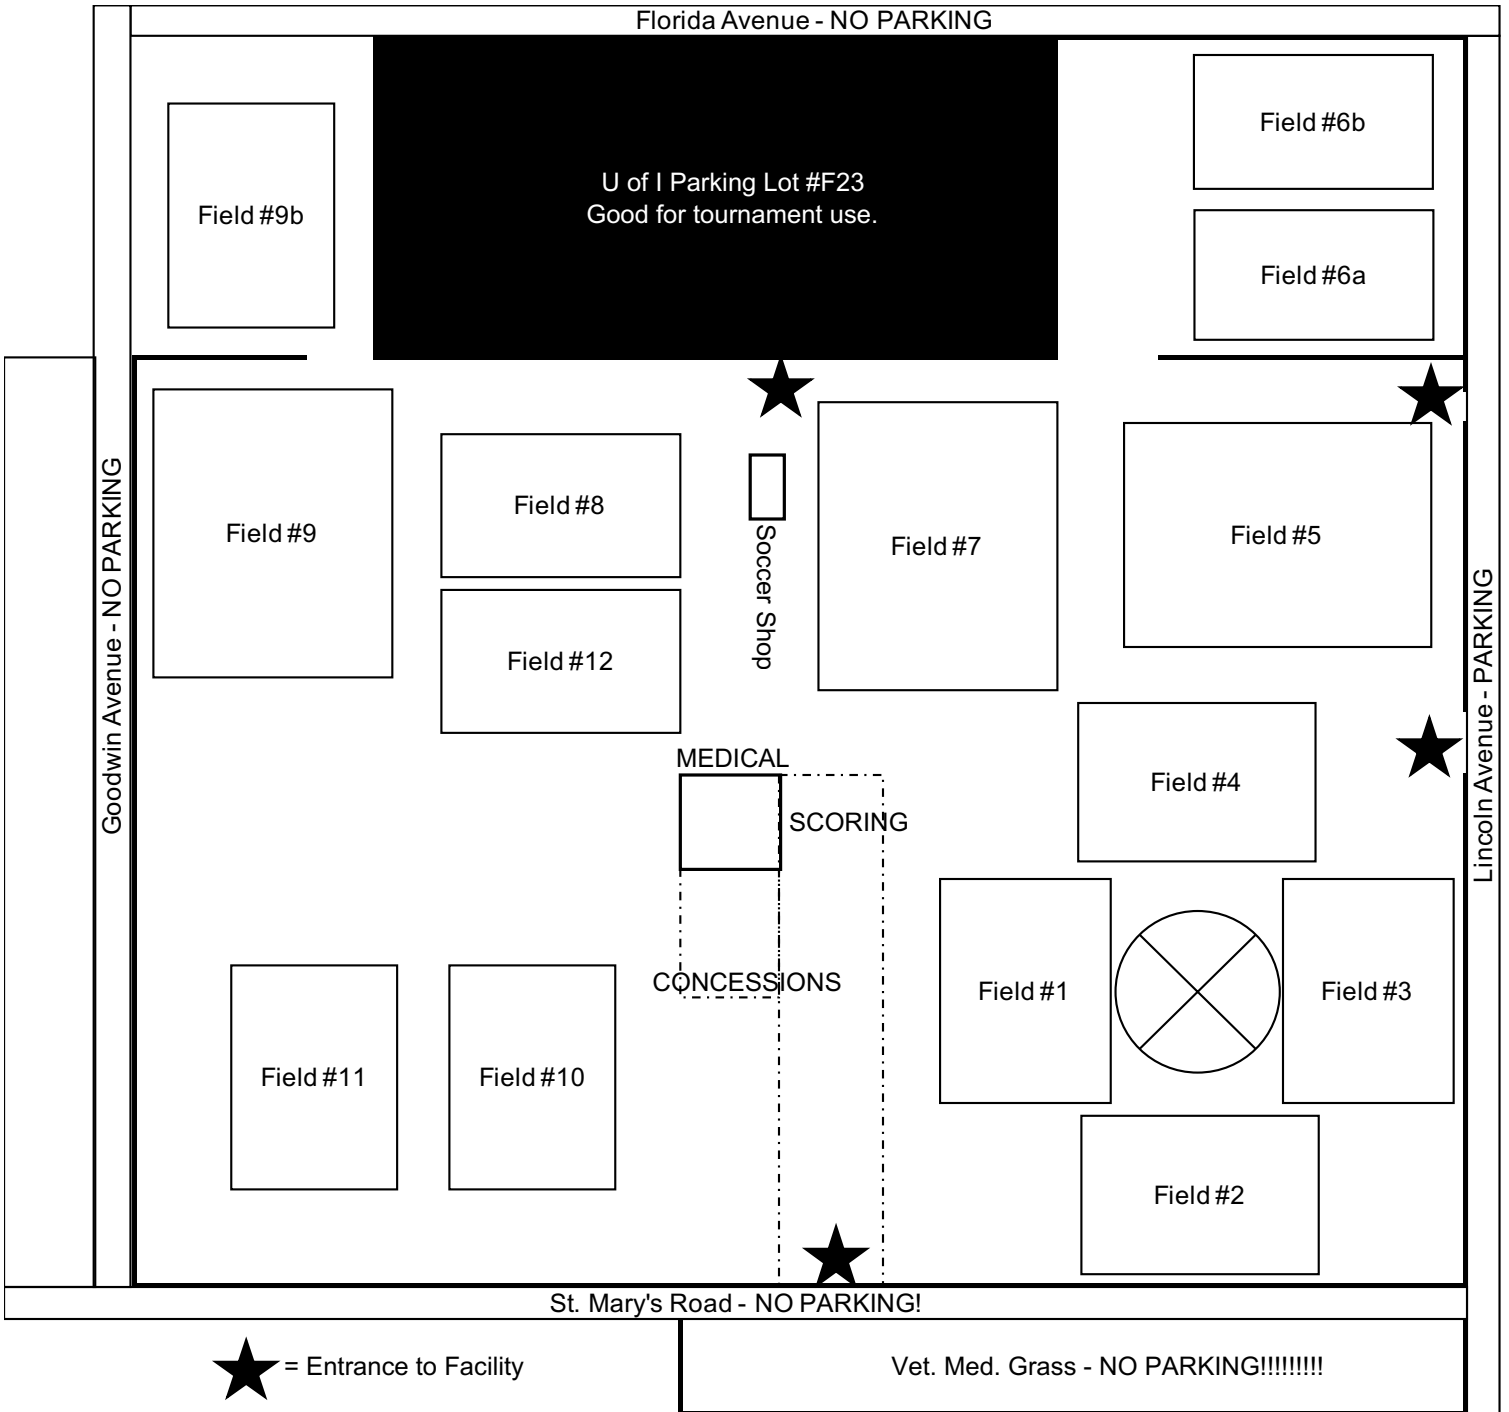 Florida Avenue - NO PARKING
Field #6b
U of I Parking Lot #F23
Good for tournament use.
Field #9b
Field #6a
Goodwin Avenue - NO PARKING
Field #9
Field #8
Soccer Shop
Field #7
Field #5
Field #12
Lincoln Avenue - PARKING
MEDICAL
Field #4
SCORING
CONCESSIONS
Field #1
Field #3
Field #11
Field #10
Field #2
St. Mary's Road - NO PARKING!
= Entrance to Facility
Vet. Med. Grass - NO PARKING!!!!!!!!!